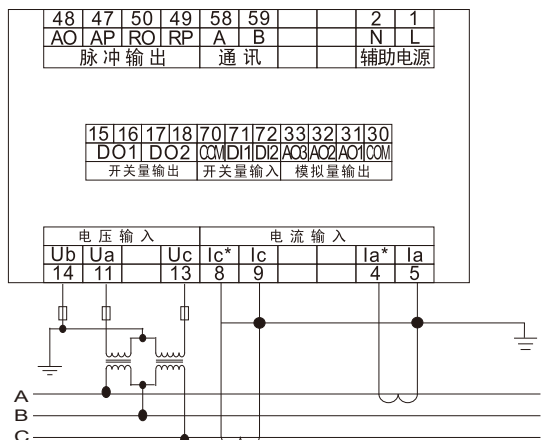 48 47 50 49 58 59 2 1
AO AP RO RP A B N L
脉冲输出 通讯 辅助电源
15 16 17 18 70 71 72 33 32 31 30
DO1 DO2 COM DI1 DI2 AO3 AO2 AO1 COM
开关量输出 开关量输入 模拟量输出
电压输入 电流输入
Ub Ua Uc Ic* Ic Ia* Ia
14 11 13 8 9 4 5
A
B
C